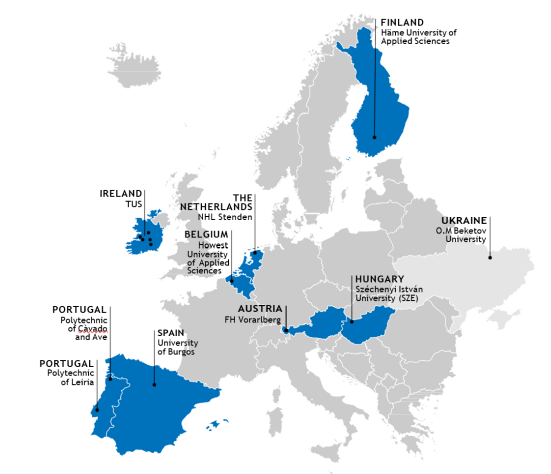 FINLAND
Häme University of
Applied Sciences
IRELAND
TUS
THE
NETHERLANDS
NHL Stenden
BELGIUM
Howest
University
of Applied
Sciences
UKRAINE
O.M Beketov
University
HUNGARY
Széchenyi István
University (SZE)
AUSTRIA
FH Vorarlberg
PORTUGAL
Polytechnic
of Cávado
and Ave
SPAIN
University
of Burgos
PORTUGAL
Polytechnic
of Leiria